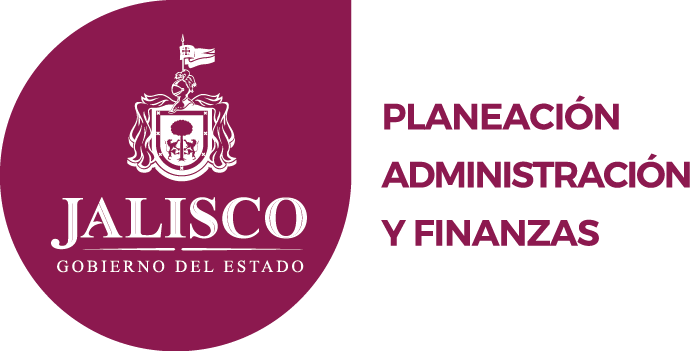 JALISCO
GOBIERNO DEL ESTADO
PLANEACIÓN
ADMINISTRACIÓN
Y FINANZAS